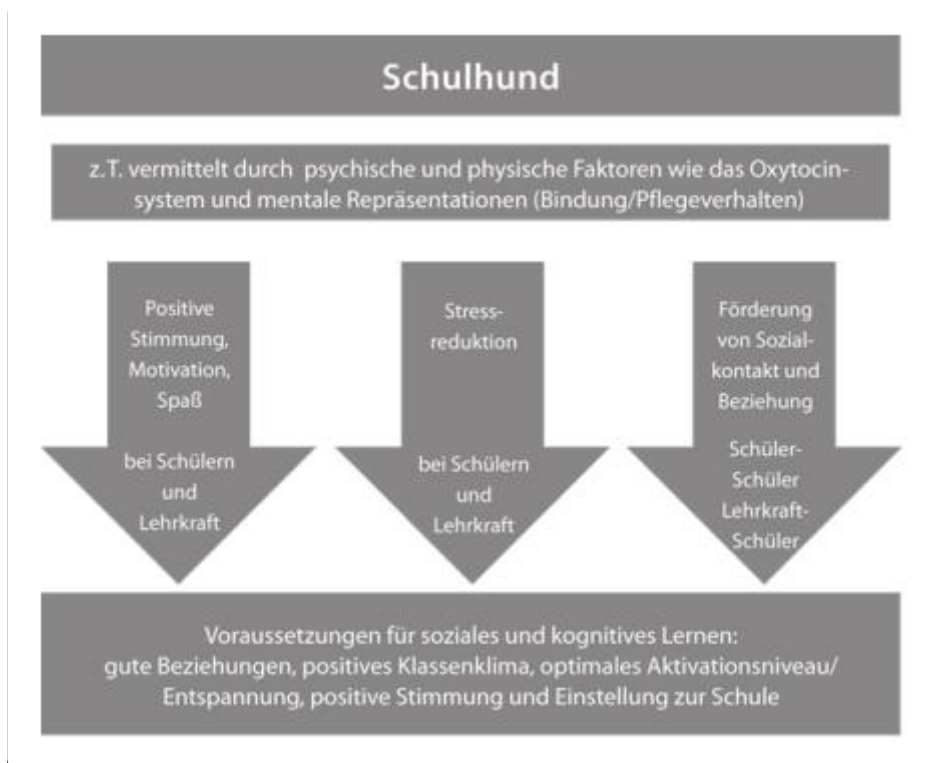 Schulhund
z.T. vermittelt durch psychische und physische Faktoren wie das Oxytocin-
system und mentale Repräsentationen (Bindung/Pflegeverhalten)
Positive
Stimmung,
Motivation,
Spaß
bei Schülern
und
Lehrkraft
Stress-
reduktion
bei Schülern
und
Lehrkraft
Förderung
von Sozial-
kontakt und
Beziehung
Schüler-
Schüler
Lehrkraft-
Schüler
Voraussetzungen für soziales und kognitives Lernen:
gute Beziehungen, positives Klassenklima, optimales Aktivationsniveau/
Entspannung, positive Stimmung und Einstellung zur Schule